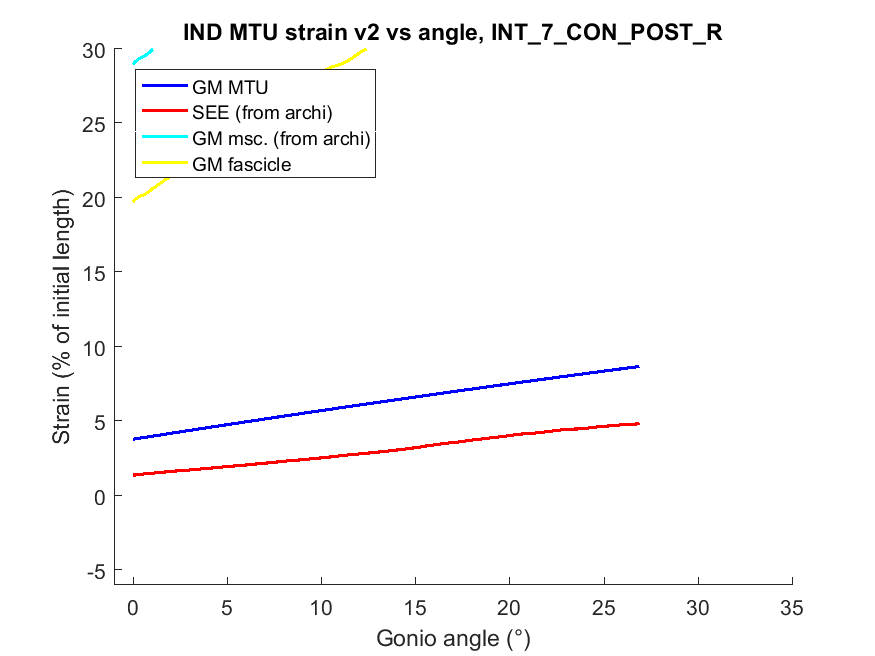 IND MTU strain v2 vs angle, INT_7_CON_POST_R
30
25
20
15
10
5
0
-5
Strain (% of initial length)
GM MTU
SEE (from archi)
GM msc. (from archi)
GM fascicle
0 5 10 15 20 25 30 35
Gonio angle (°)